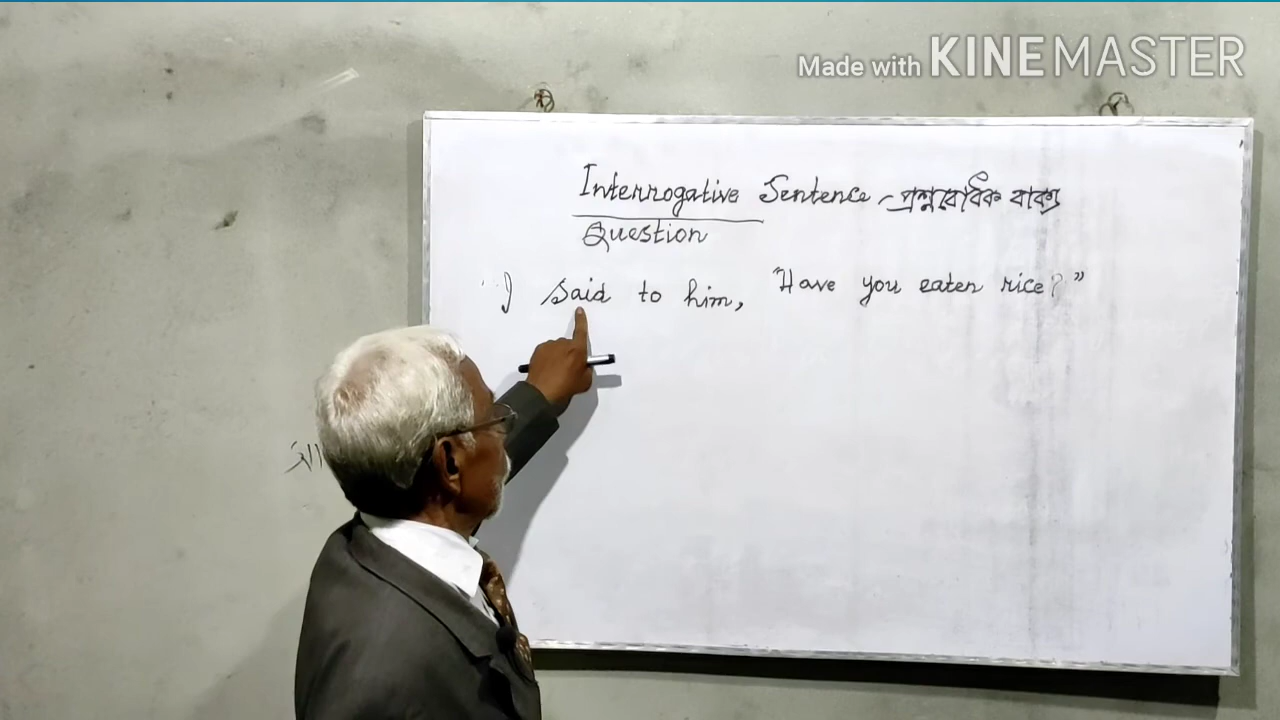 Made with KINEMASTER
Interrogative Sentence - প্রশ্নবোধক বাক্য
Question
I said to him, "Have you eaten rice?"